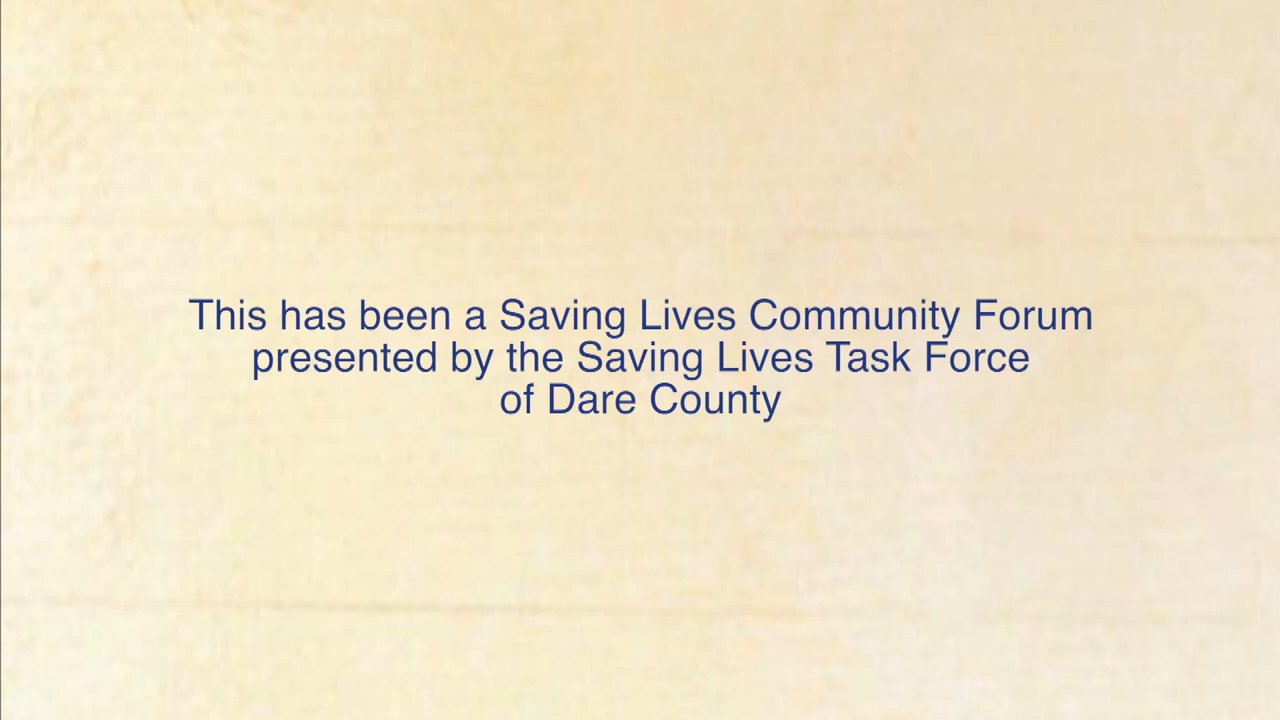 This has been a Saving Lives Community Forum
presented by the Saving Lives Task Force
of Dare County